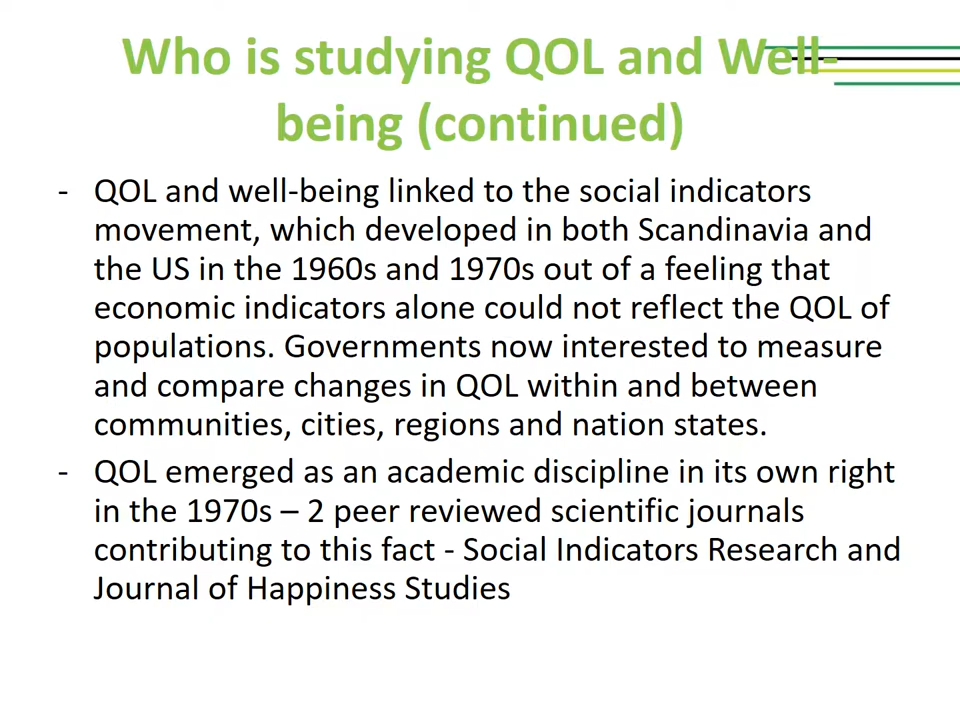 Who is studying QOL and Well-
being (continued)
- QOL and well-being linked to the social indicators
movement, which developed in both Scandinavia and
the US in the 1960s and 1970s out of a feeling that
economic indicators alone could not reflect the QOL of
populations. Governments now interested to measure
and compare changes in QOL within and between
communities, cities, regions and nation states.
- QOL emerged as an academic discipline in its own right
in the 1970s – 2 peer reviewed scientific journals
contributing to this fact - Social Indicators Research and
Journal of Happiness Studies